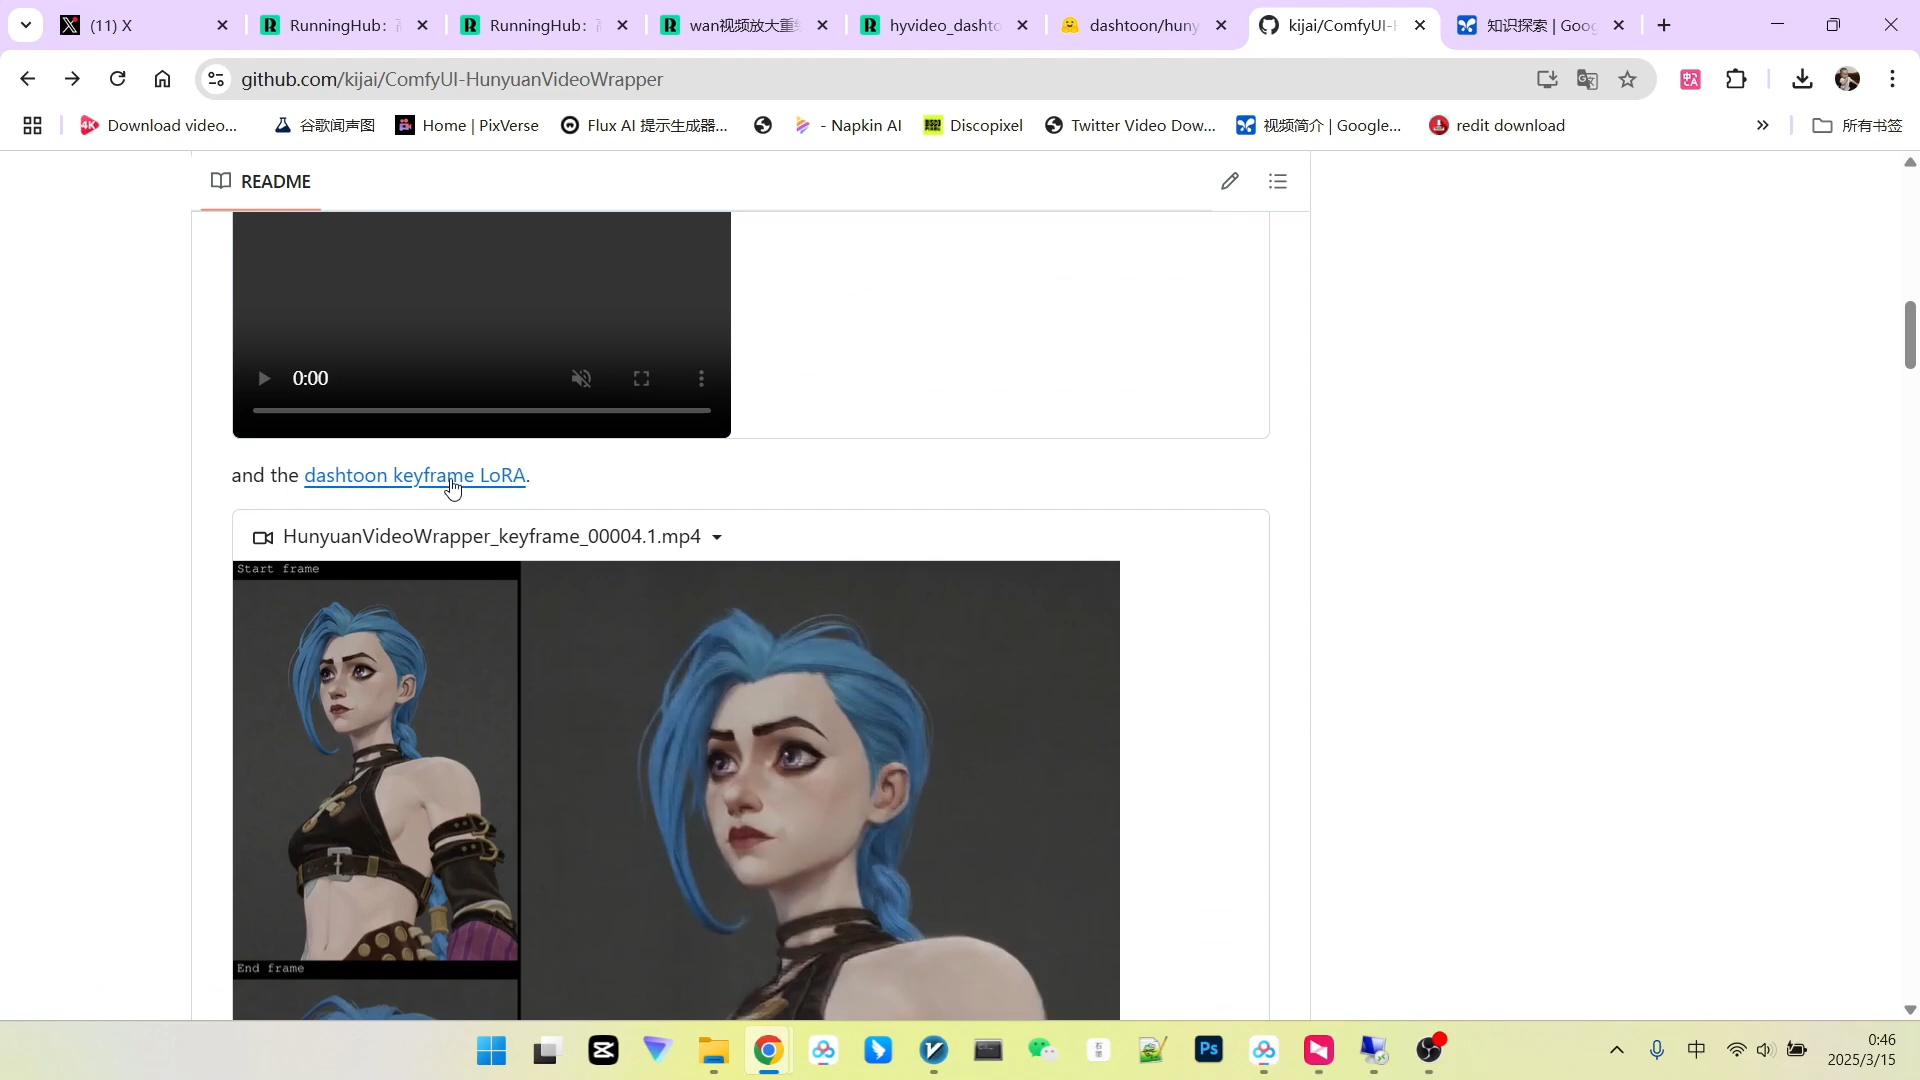 (11) X
RunningHub:
RunningHub:
wan视频放大重
hyvideo_dashto
dashtoon/huny
kijai/ComfyUI-H
知识探索 | Goog
github.com/kijai/ComfyUI-HunyuanVideoWrapper
Download video...
谷歌闻声图
Home | PixVerse
Flux AI 提示生成器...
- Napkin AI
Discopixel
Twitter Video Dow...
视频简介 | Google...
redit download
所有书签
README
0:00
and the dashtoon keyframe LoRA.
HunyuanVideoWrapper_keyframe_00004.1.mp4
Start frame
End frame
Ps
中
0:46
2025/3/15